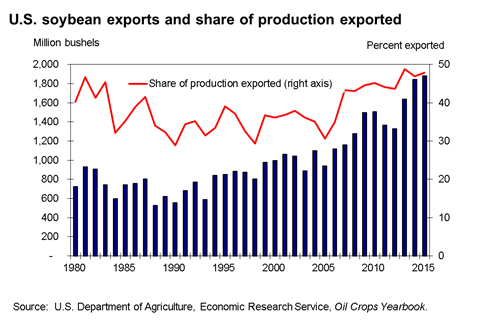 U.S. soybean exports and share of production exported
Million bushels Percent exported
2,000 50
1,800
Share of production exported (right axis)
1,600 40
1,400
1,200 30
1,000
800 20
600
400 10
200
- 0
1980 1985 1990 1995 2000 2005 2010 2015
Source: U.S. Department of Agriculture, Economic Research Service, Oil Crops Yearbook.